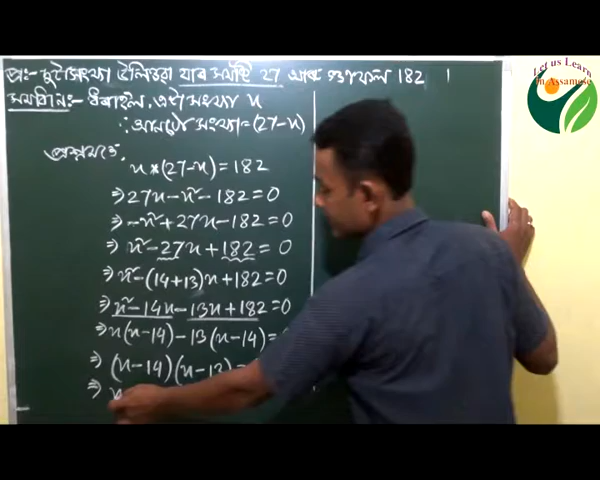 প্ৰ:- দুটা সংখ্যা উলিওৱা যাৰ সমষ্টি 27 আৰু পূৰণফল 182 ।
সমাধান:- ধৰাহ'ল, এটা সংখ্যা x
∴ আনটো সংখ্যা = (27-x)
প্ৰশ্নমতে,
x*(27-x) = 182
⇒ 27x - x² - 182 = 0
⇒ -x² + 27x - 182 = 0
⇒ x² - 27x + 182 = 0
⇒ x² - (14+13)x + 182 = 0
⇒ x² - 14x - 13x + 182 = 0
⇒ x(x-14) - 13(x-14) =
⇒ (x-14)(x-13) =
⇒ x
Let us Learn
in Assamese